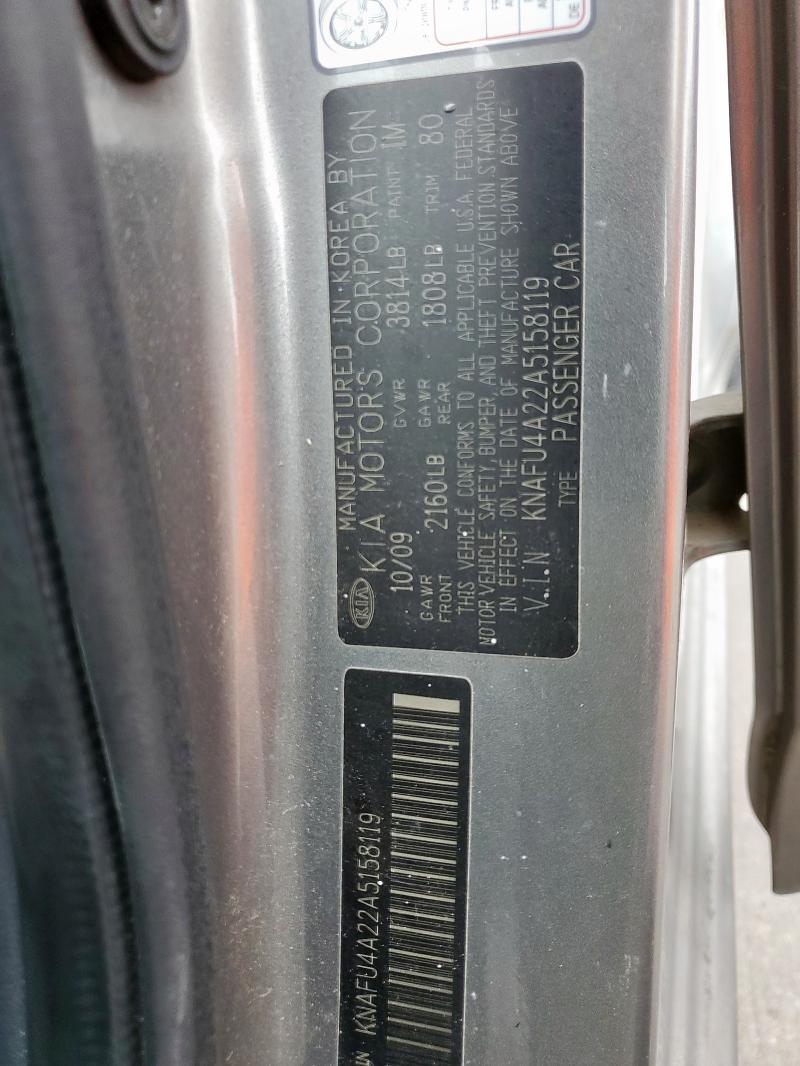 KIA
MANUFACTURED IN KOREA BY
KIA MOTORS CORPORATION
10/09 GVWR 3814LB PAINT 1M
GAWR FRONT 2160LB GAWR REAR 1808LB TRIM 80
THIS VEHICLE CONFORMS TO ALL APPLICABLE U.S.A. FEDERAL
MOTOR VEHICLE SAFETY, BUMPER, AND THEFT PREVENTION STANDARDS
IN EFFECT ON THE DATE OF MANUFACTURE SHOWN ABOVE
V.I.N KNAFU4A22A5158119
TYPE PASSENGER CAR
KNAFU4A22A5158119